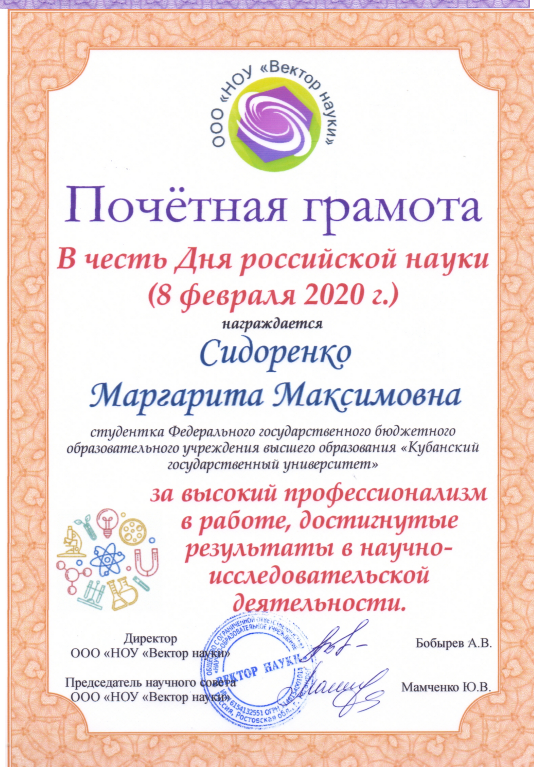 ООО «НОУ «Вектор науки»
Почётная грамота
В честь Дня российской науки
(8 февраля 2020 г.)
награждается
Сидоренко
Маргарита Максимовна
студентка Федерального государственного бюджетного
образовательного учреждения высшего образования «Кубанский
государственный университет»
за высокий профессионализм
в работе, достигнутые
результаты в научно-
исследовательской
деятельности.
Директор
ООО «НОУ «Вектор науки»
Бобырев А.В.
Председатель научного совета
ООО «НОУ «Вектор науки»
Мамченко Ю.В.
ВЕКТОР НАУКИ